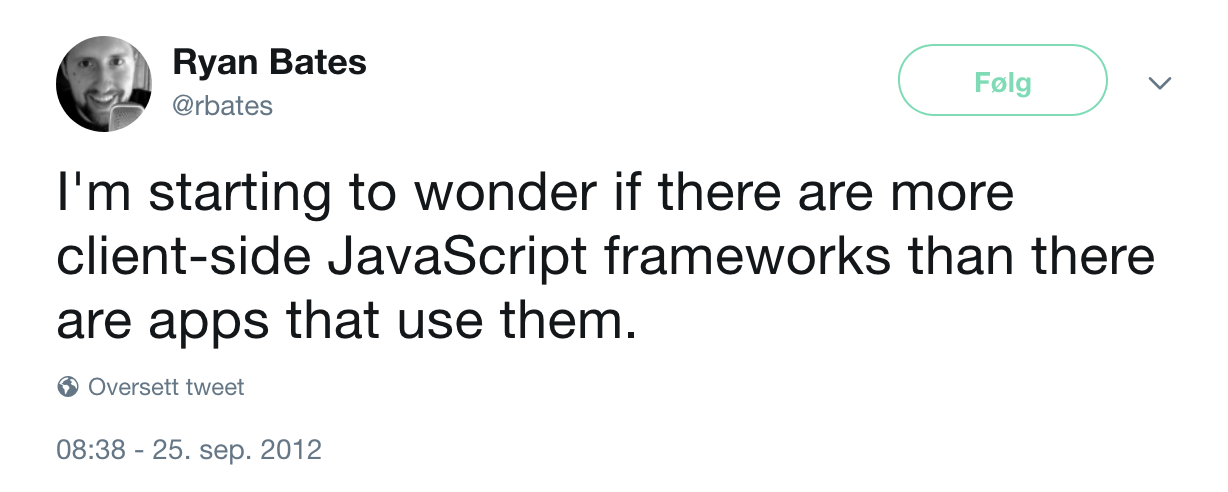 Ryan Bates
@rbates
Følg
I'm starting to wonder if there are more
client-side JavaScript frameworks than there
are apps that use them.
Oversett tweet
08:38 - 25. sep. 2012